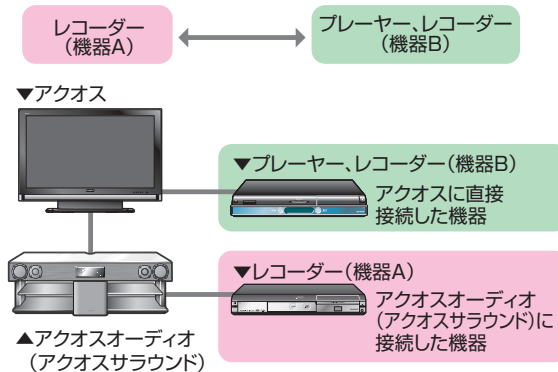 レコーダー
(機器A)
プレーヤー、レコーダー
(機器B)
▼アクオス
▼プレーヤー、レコーダー(機器B)
アクオスに直接
接続した機器
▼レコーダー(機器A)
アクオスオーディオ
(アクオスサラウンド)に
接続した機器
▲アクオスオーディオ
(アクオスサラウンド)